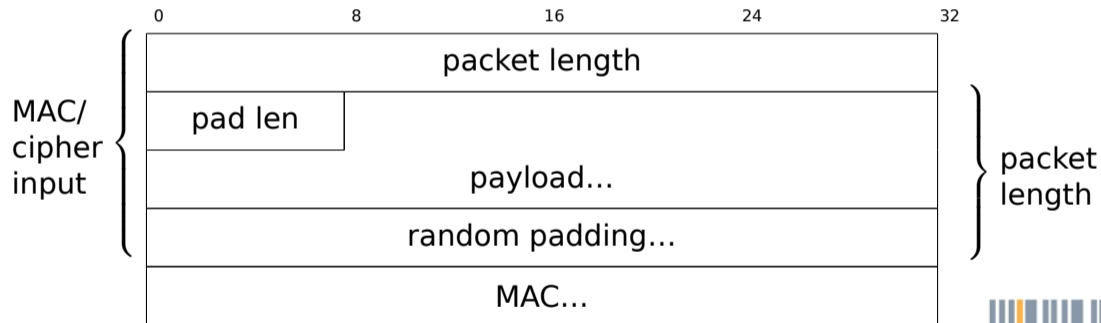 0 8 16 24 32
packet length
MAC/
cipher
input
pad len
payload...
random padding...
MAC...
packet
length